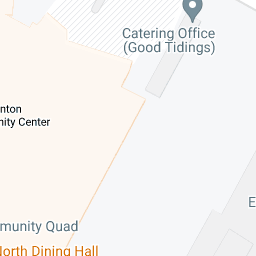 Catering Office
(Good Tidings)
nton
nity Center
E
munity Quad
North Dining Hall